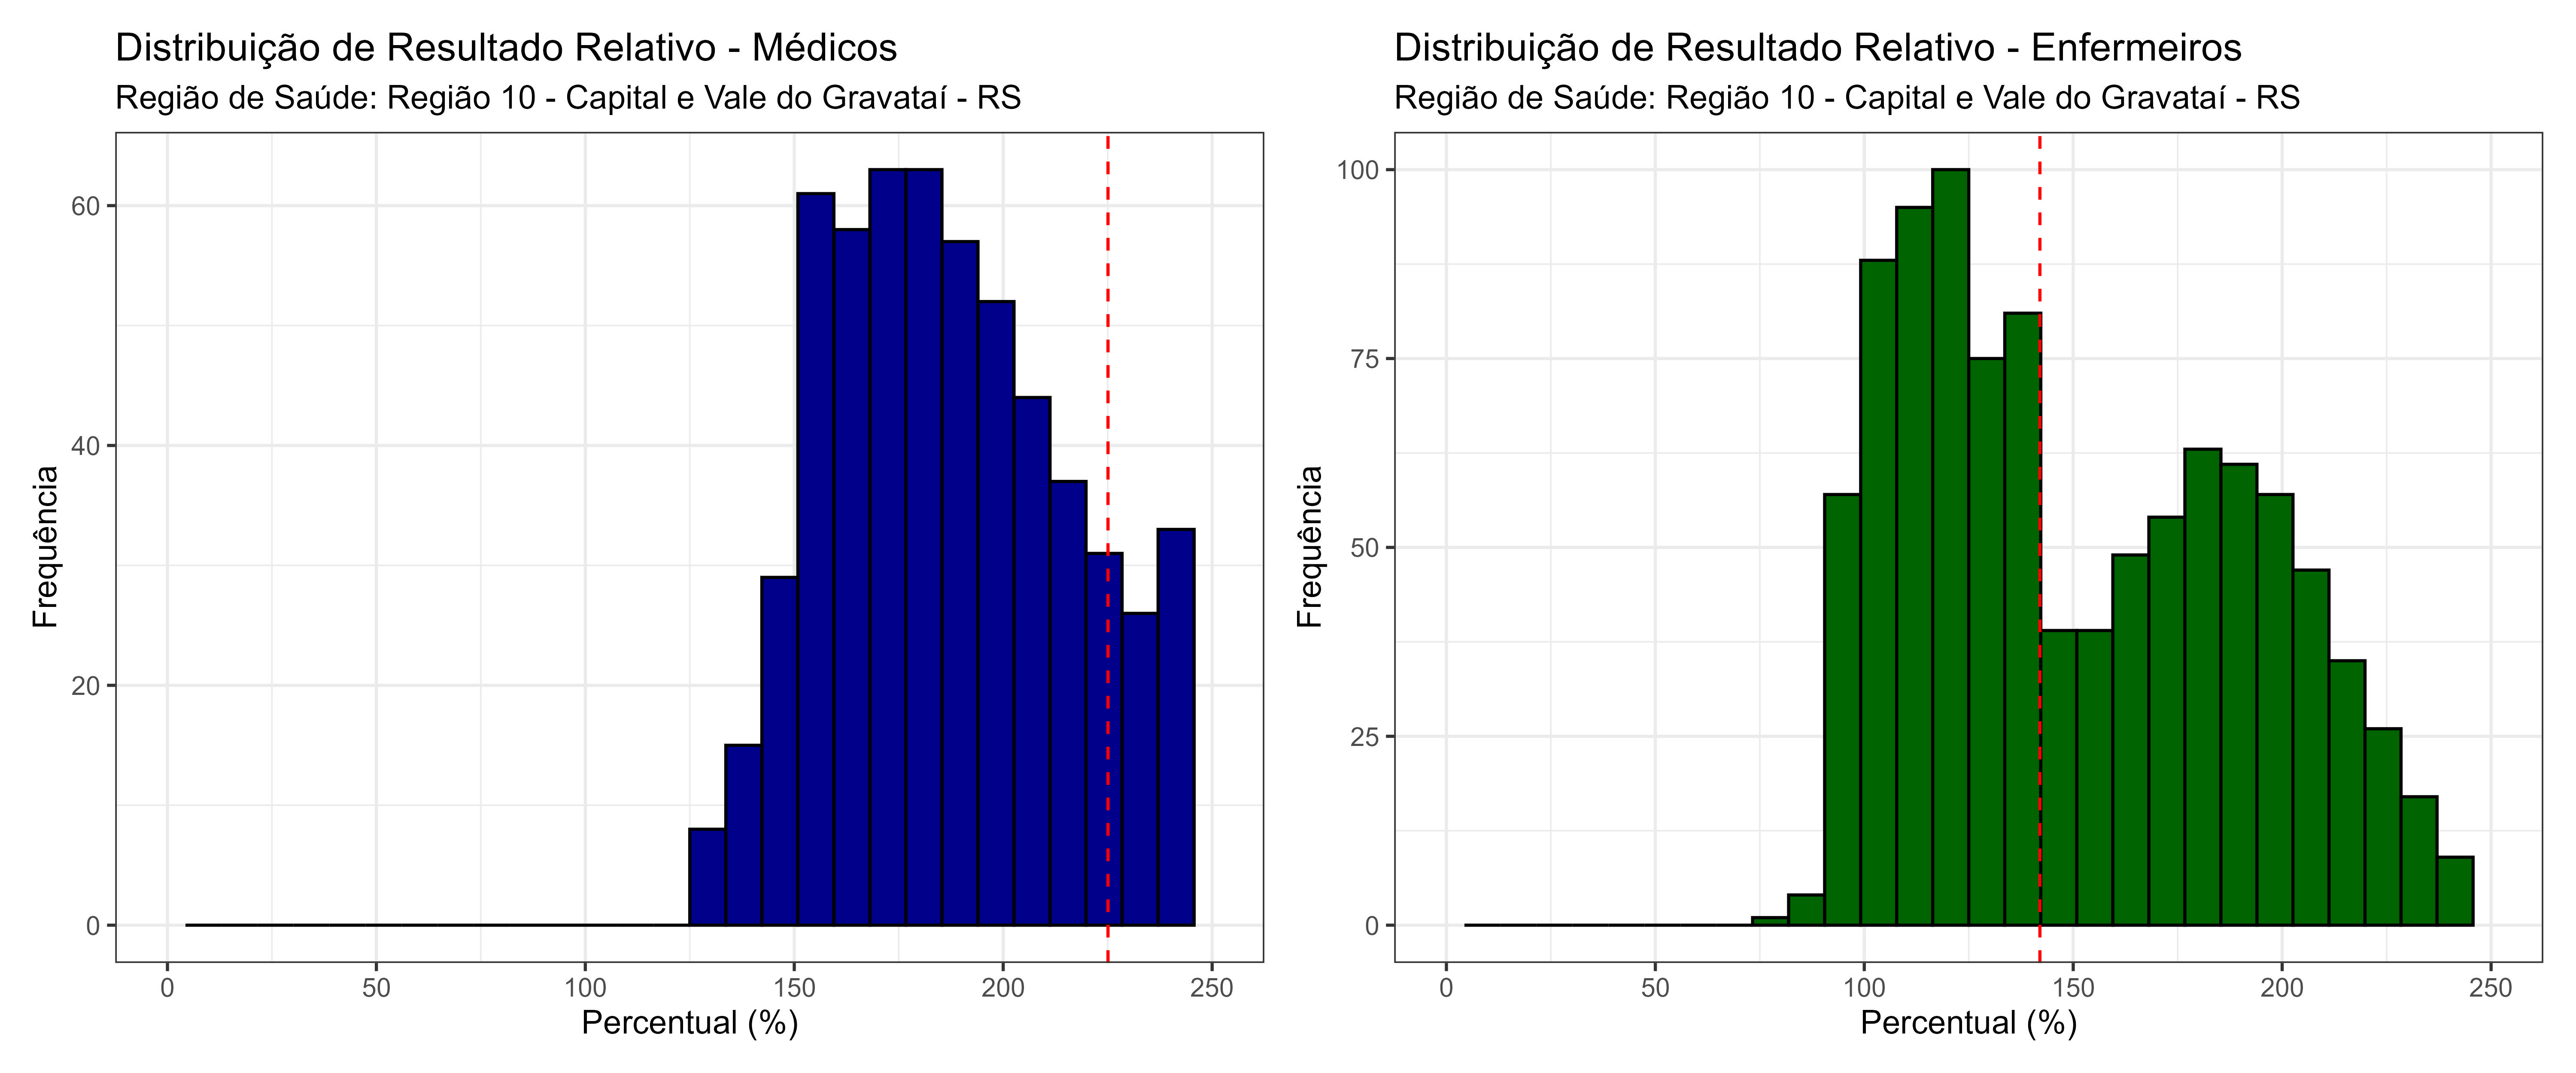 Distribuição de Resultado Relativo - Médicos
Região de Saúde: Região 10 - Capital e Vale do Gravataí - RS
Frequência
60
40
20
0
0 50 100 150 200 250
Percentual (%)
Distribuição de Resultado Relativo - Enfermeiros
Região de Saúde: Região 10 - Capital e Vale do Gravataí - RS
Frequência
100
75
50
25
0
0 50 100 150 200 250
Percentual (%)